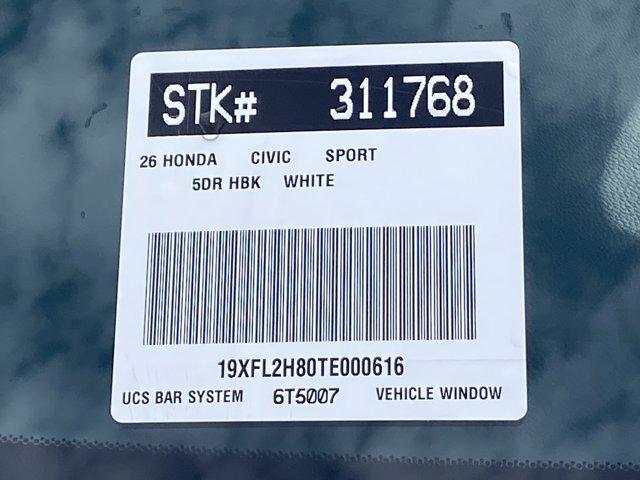 STK# 311768
26 HONDA CIVIC SPORT
5DR HBK WHITE
19XFL2H80TE000616
UCS BAR SYSTEM 6T5007 VEHICLE WINDOW